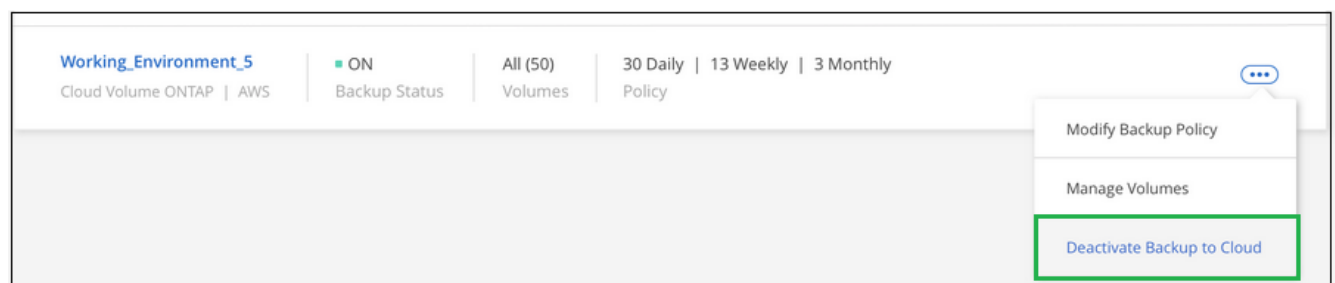 Working_Environment_5
Cloud Volume ONTAP | AWS
ON
Backup Status
All (50)
Volumes
30 Daily | 13 Weekly | 3 Monthly
Policy
Modify Backup Policy
Manage Volumes
Deactivate Backup to Cloud